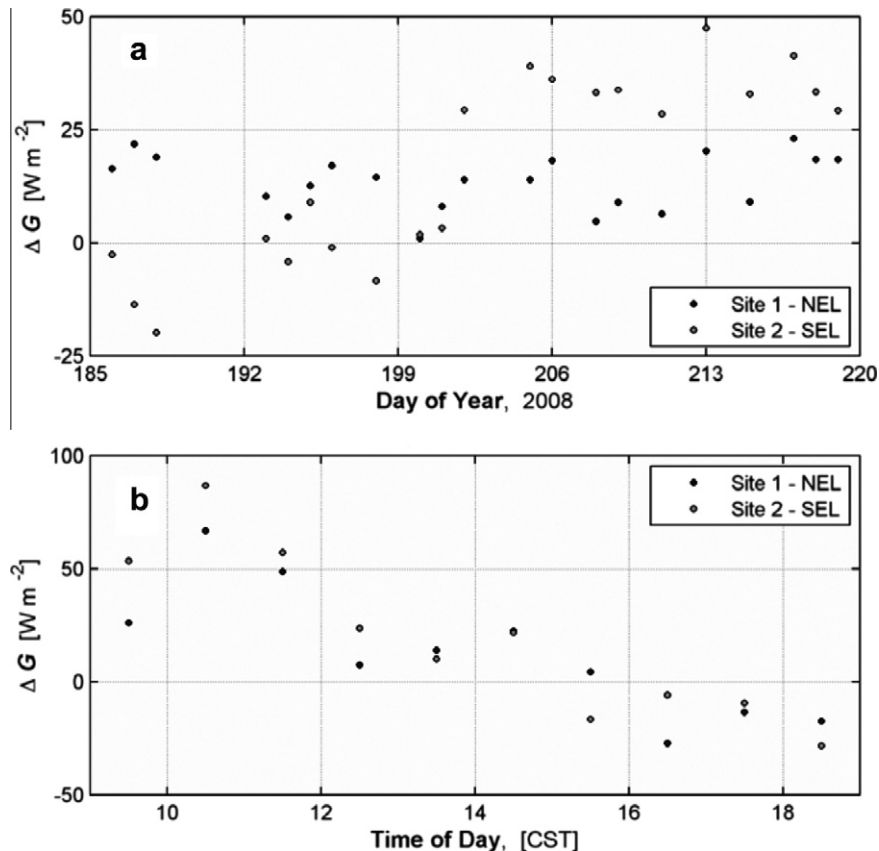 a
50
25
0
-25
Δ G [W m -2]
Site 1 - NEL
Site 2 - SEL
185 192 199 206 213 220
Day of Year, 2008
b
100
50
0
-50
Δ G [W m -2]
Site 1 - NEL
Site 2 - SEL
10 12 14 16 18
Time of Day, [CST]